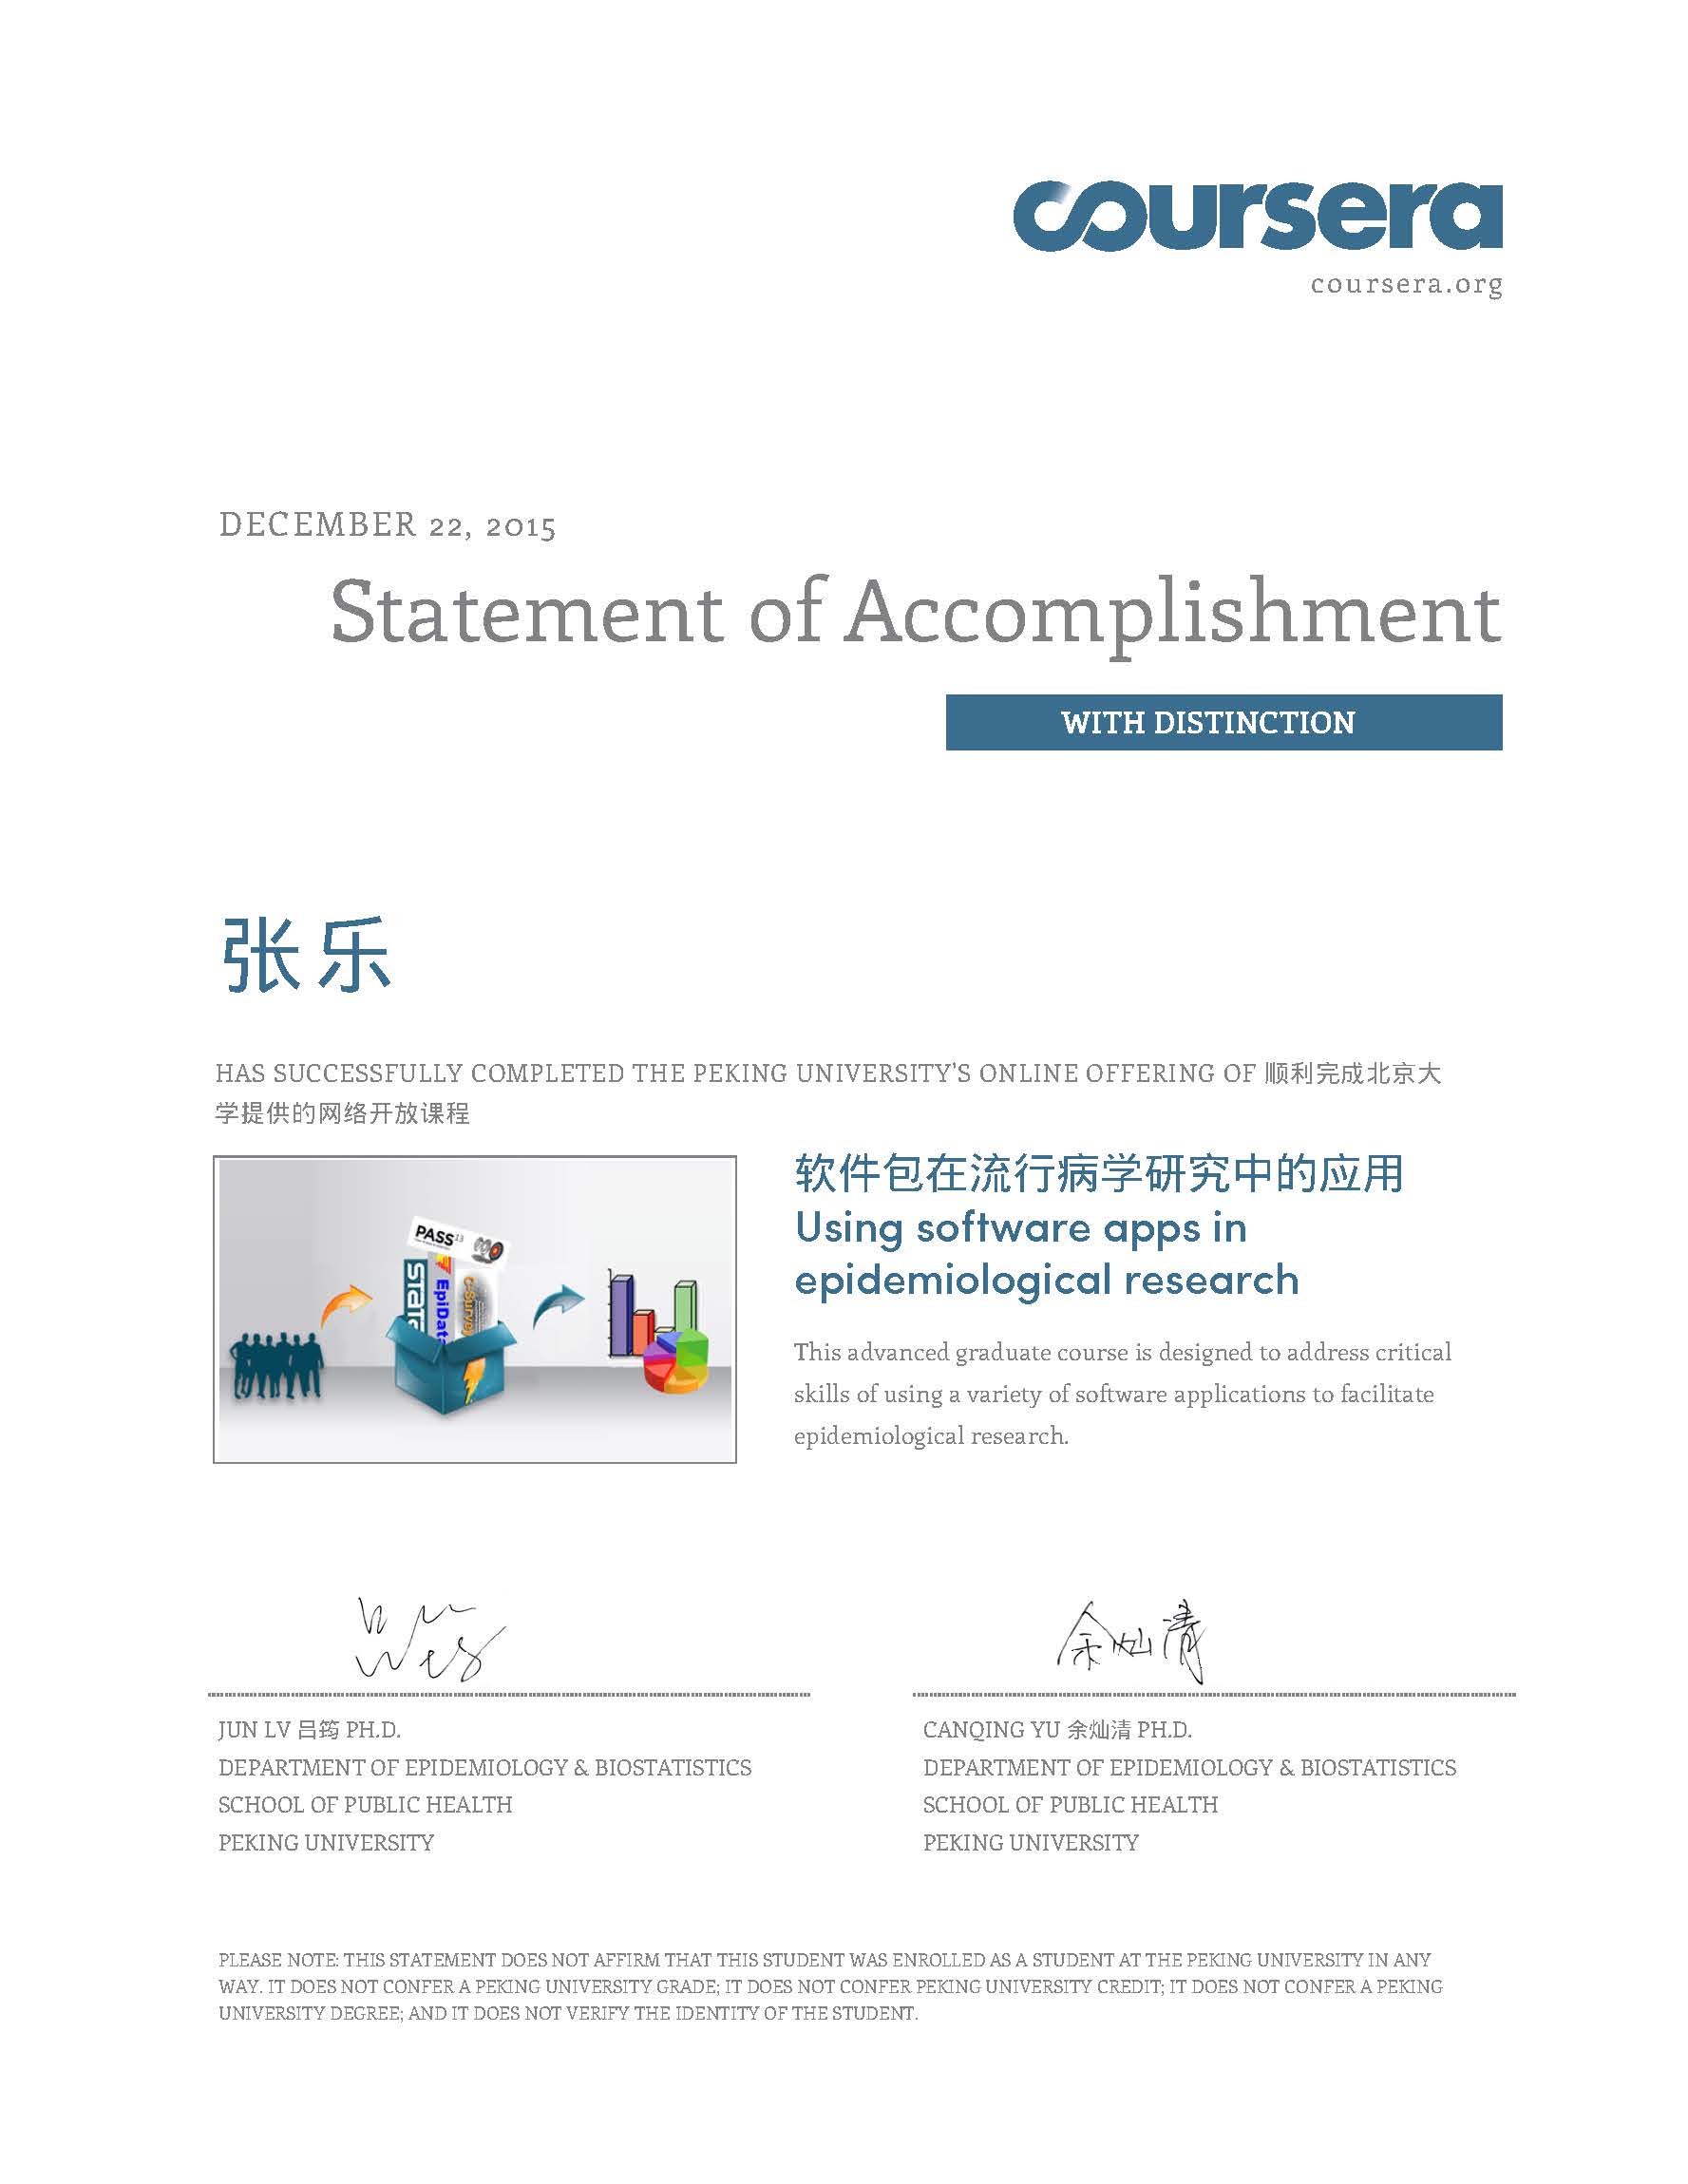 coursera
coursera.org
DECEMBER 22, 2015
Statement of Accomplishment
WITH DISTINCTION
张乐
HAS SUCCESSFULLY COMPLETED THE PEKING UNIVERSITY'S ONLINE OFFERING OF 顺利完成北京大
学提供的网络开放课程
软件包在流行病学研究中的应用
Using software apps in
epidemiological research
This advanced graduate course is designed to address critical
skills of using a variety of software applications to facilitate
epidemiological research.
PASS 13
Stata
EpiData
C-Survey
余灿清
JUN LV 吕筠 PH.D.
DEPARTMENT OF EPIDEMIOLOGY & BIOSTATISTICS
SCHOOL OF PUBLIC HEALTH
PEKING UNIVERSITY
CANQING YU 余灿清 PH.D.
DEPARTMENT OF EPIDEMIOLOGY & BIOSTATISTICS
SCHOOL OF PUBLIC HEALTH
PEKING UNIVERSITY
PLEASE NOTE: THIS STATEMENT DOES NOT AFFIRM THAT THIS STUDENT WAS ENROLLED AS A STUDENT AT THE PEKING UNIVERSITY IN ANY
WAY. IT DOES NOT CONFER A PEKING UNIVERSITY GRADE; IT DOES NOT CONFER PEKING UNIVERSITY CREDIT; IT DOES NOT CONFER A PEKING
UNIVERSITY DEGREE; AND IT DOES NOT VERIFY THE IDENTITY OF THE STUDENT.